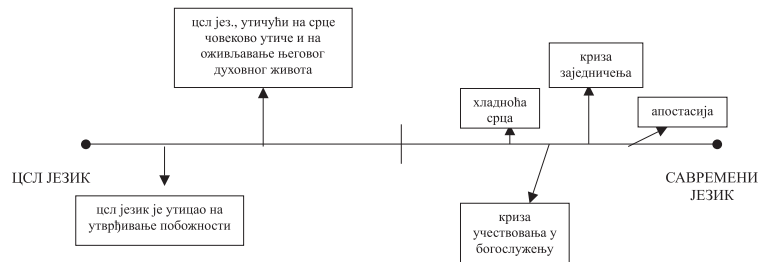 цсл јез., утичући на срце
човеково утиче и на
оживљавање његовог
духовног живота
хладноћа
срца
криза
заједничења
апостасија
ЦСЛ ЈЕЗИК
САВРЕМЕНИ
ЈЕЗИК
цсл језик је утицао на
утврђивање побожности
криза
учествовања у
богослужењу